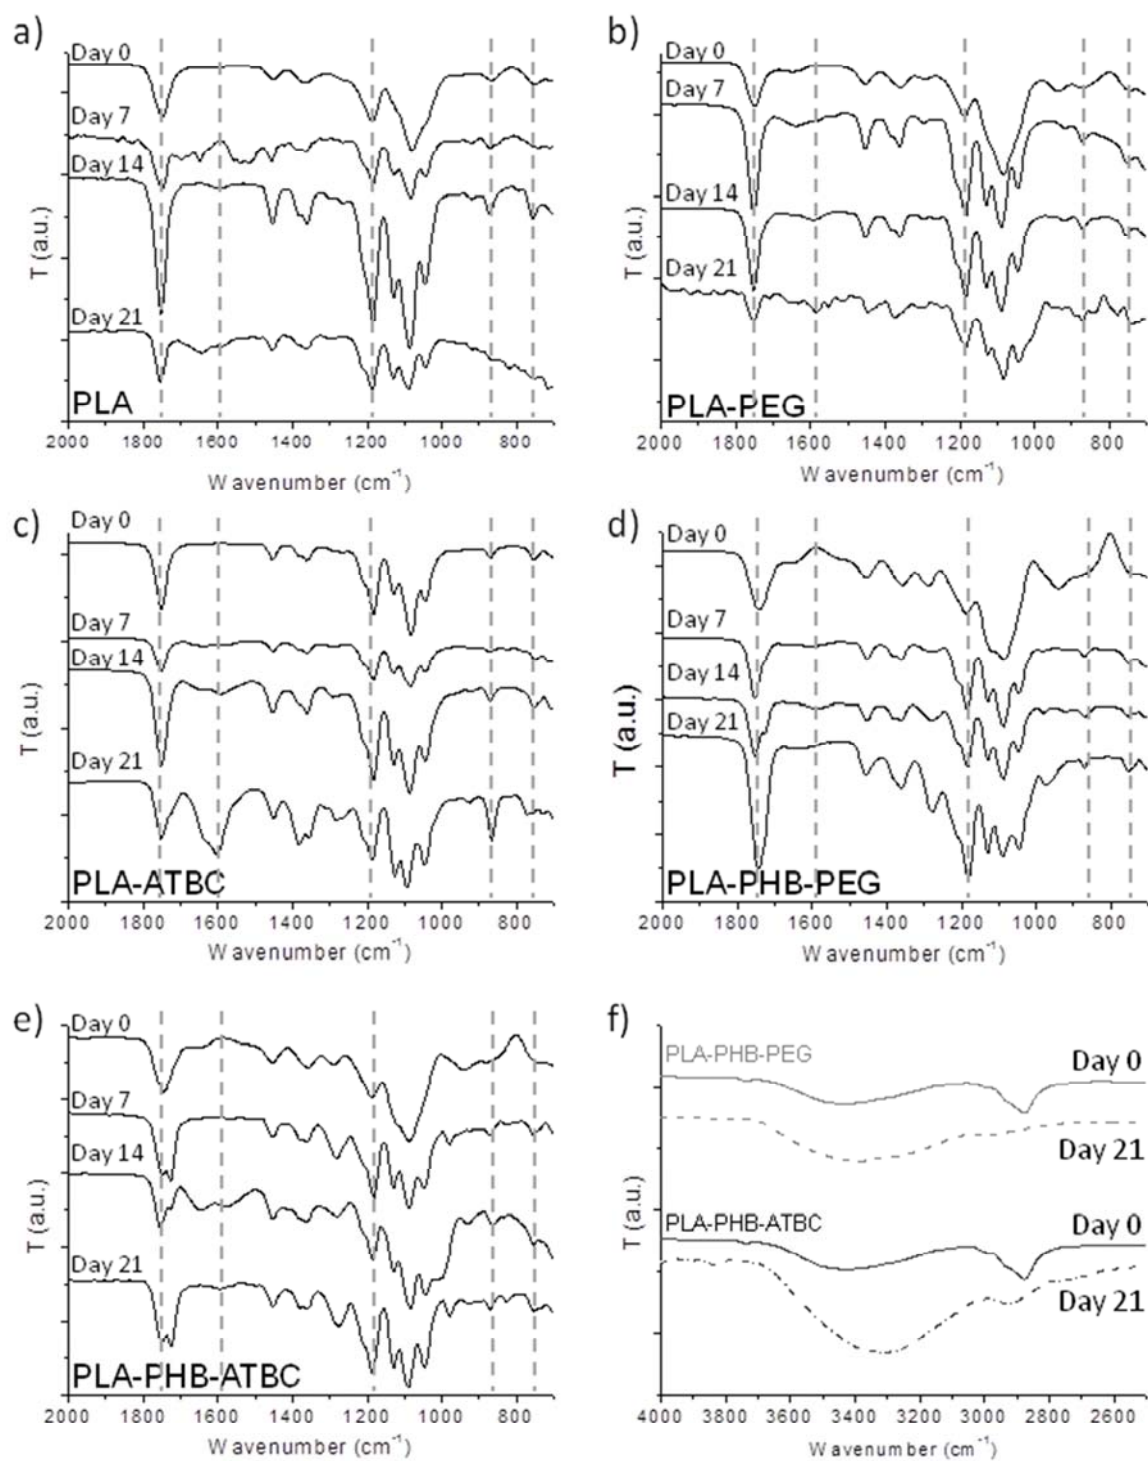 a)
Day 0
Day 7
Day 14
Day 21
T (a.u.)
PLA
2000 1800 1600 1400 1200 1000 800
Wavenumber (cm-1)
b)
Day 0
Day 7
Day 14
Day 21
T (a.u.)
PLA-PEG
2000 1800 1600 1400 1200 1000 800
Wavenumber (cm-1)
c)
Day 0
Day 7
Day 14
Day 21
T (a.u.)
PLA-ATBC
2000 1800 1600 1400 1200 1000 800
Wavenumber (cm-1)
d)
Day 0
Day 7
Day 14
Day 21
T (a.u.)
PLA-PHB-PEG
2000 1800 1600 1400 1200 1000 800
Wavenumber (cm-1)
e)
Day 0
Day 7
Day 14
Day 21
T (a.u.)
PLA-PHB-ATBC
2000 1800 1600 1400 1200 1000 800
Wavenumber (cm-1)
f)
PLA-PHB-PEG
Day 0
Day 21
PLA-PHB-ATBC
Day 0
Day 21
T (a.u.)
4000 3800 3600 3400 3200 3000 2800 2600
Wavenumber (cm-1)